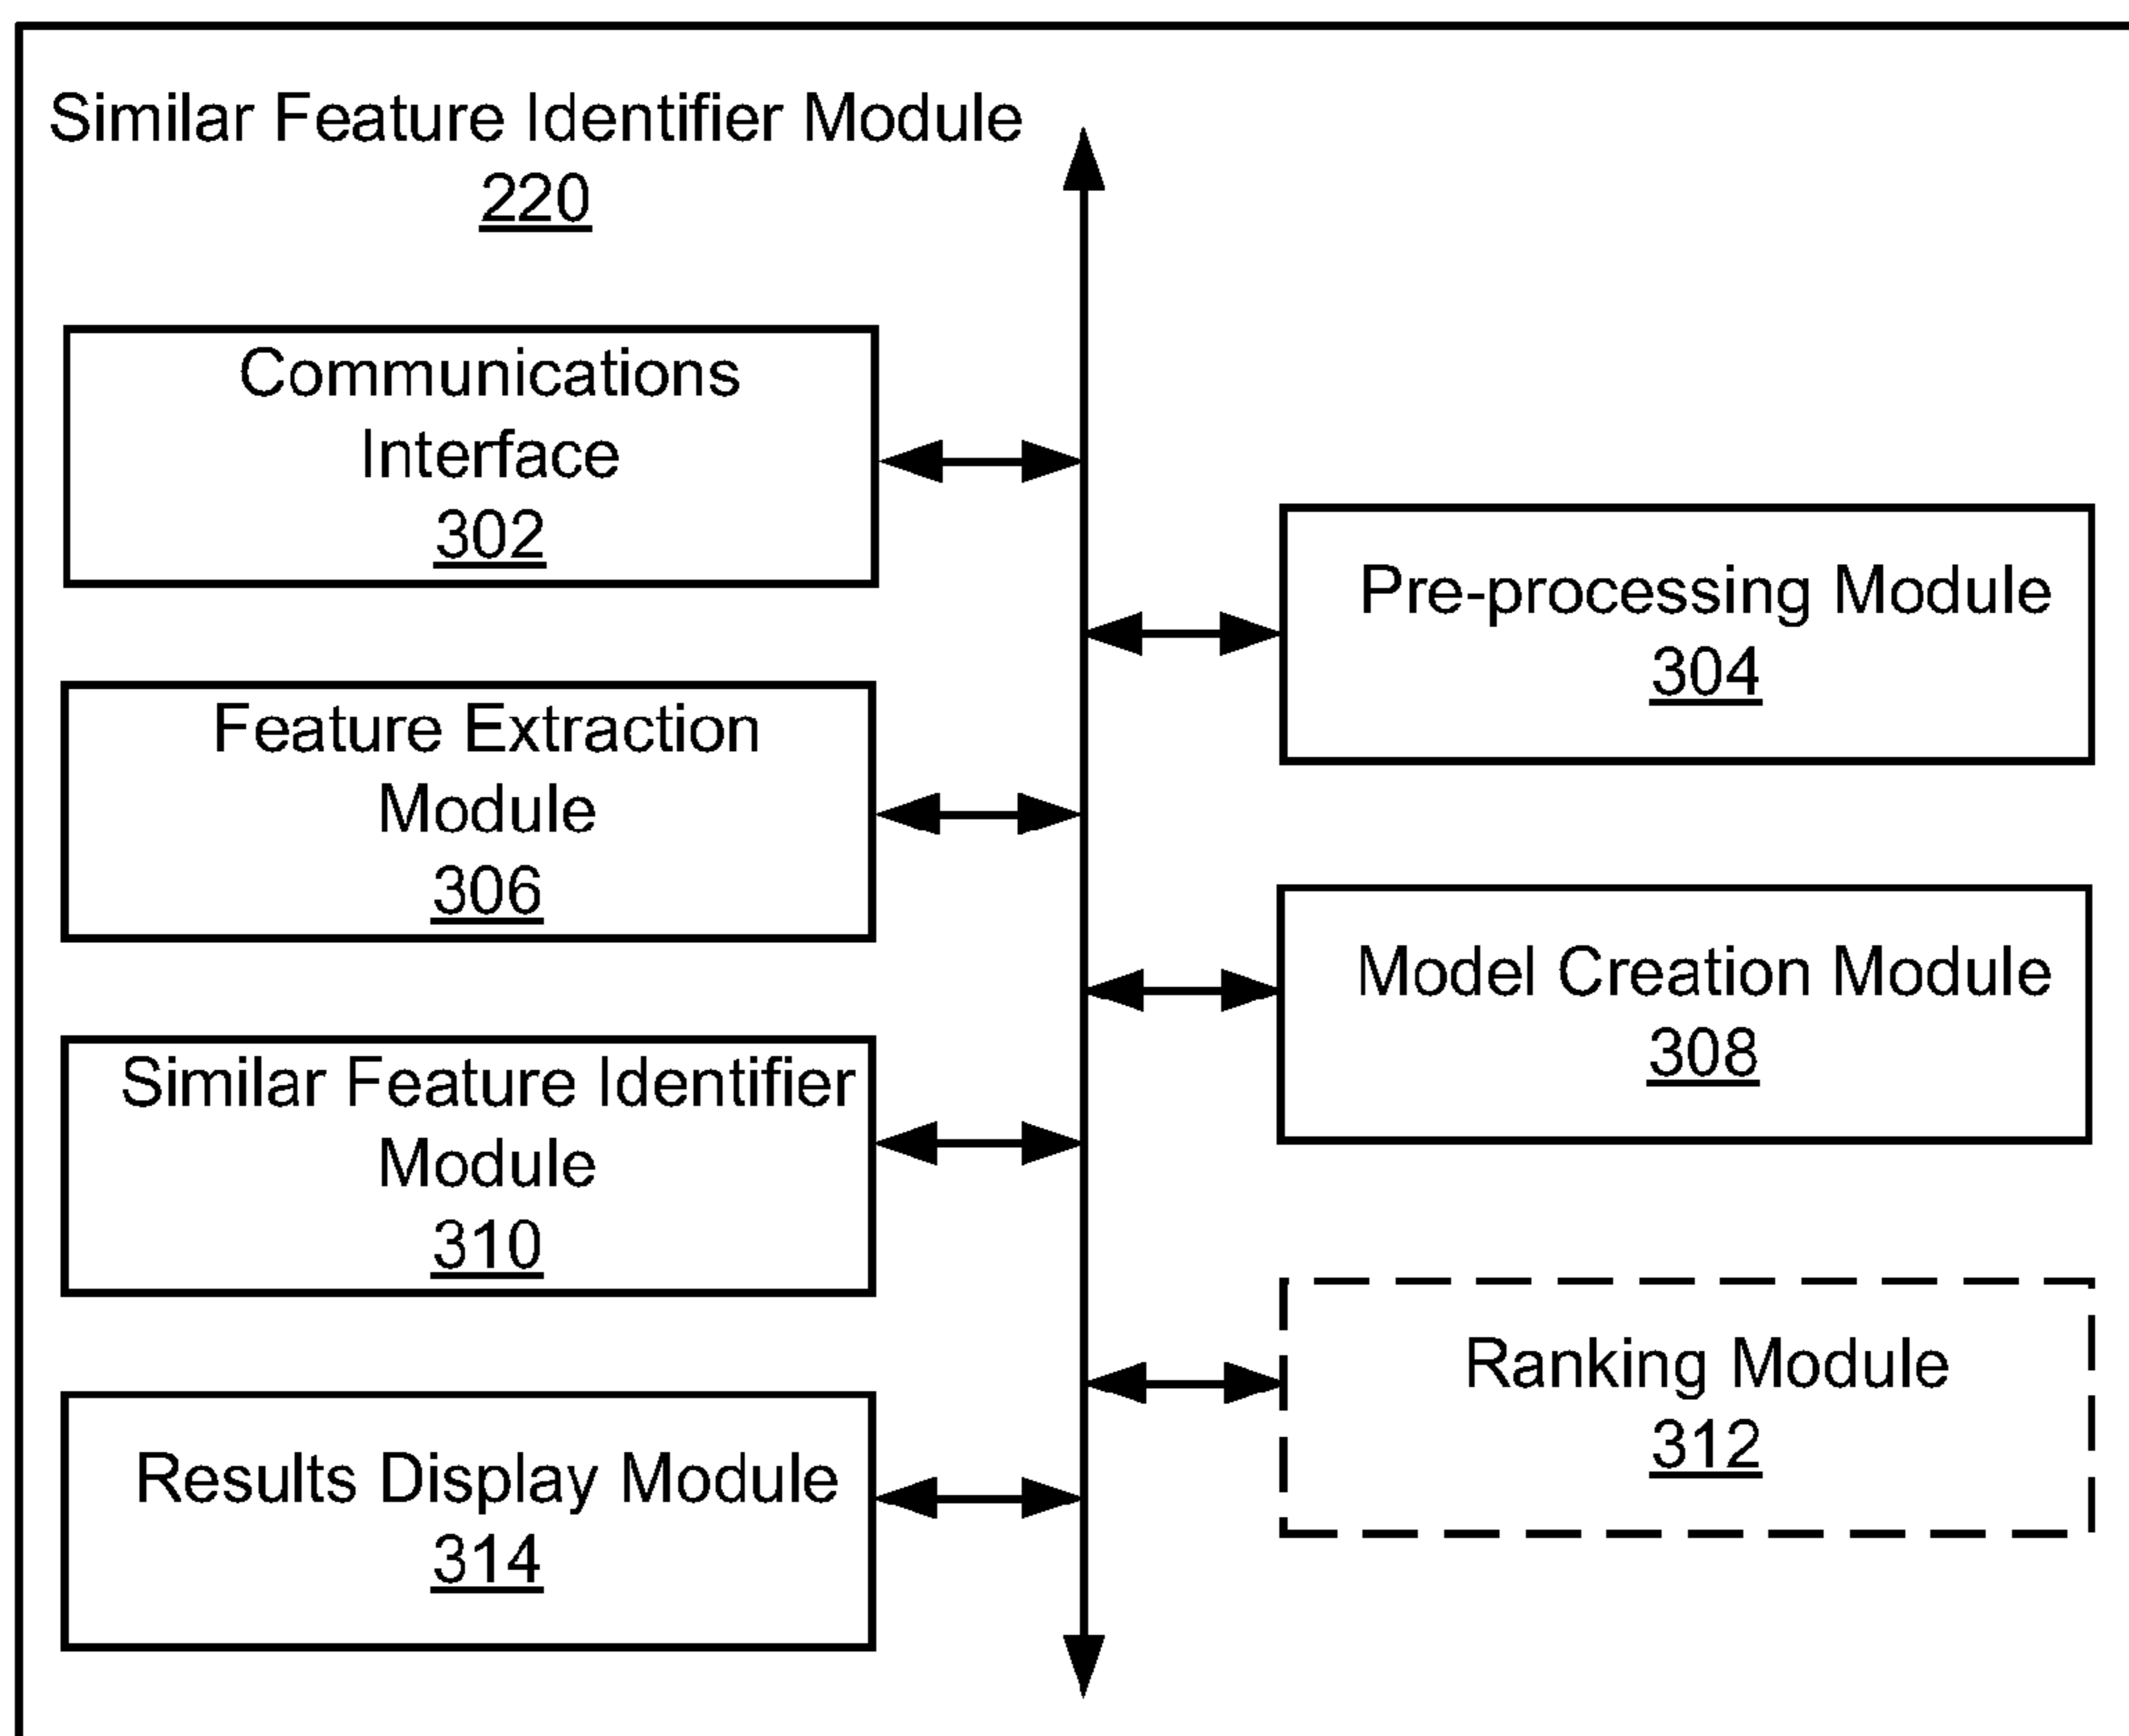 Similar Feature Identifier Module
220
Communications
Interface
302
Pre-processing Module
304
Feature Extraction
Module
306
Model Creation Module
308
Similar Feature Identifier
Module
310
Ranking Module
312
Results Display Module
314